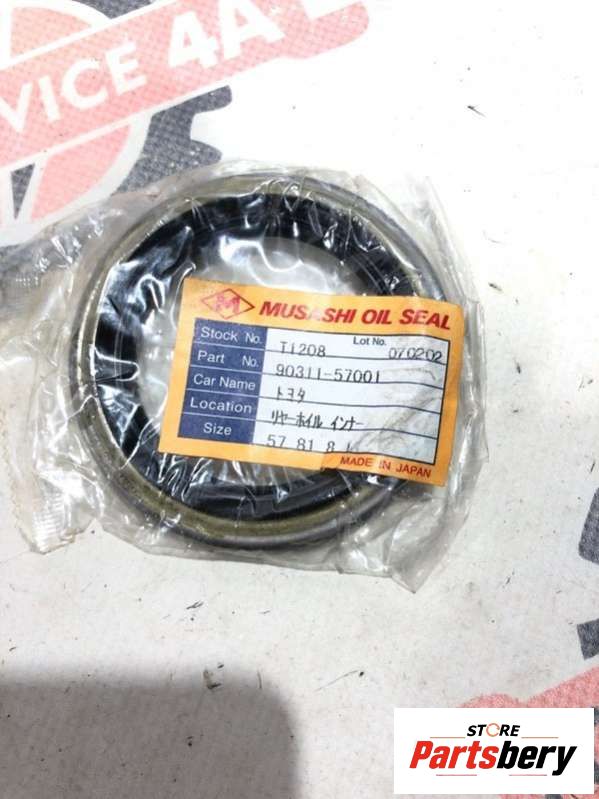 SERVICE 4A
M
MUSASHI OIL SEAL
Stock No. T1208 Lot No. 070202
Part No. 90311-57001
Car Name トヨタ
Location リヤーホイル インナー
Size 57 81 8
MADE IN JAPAN
STORE
Partsbery